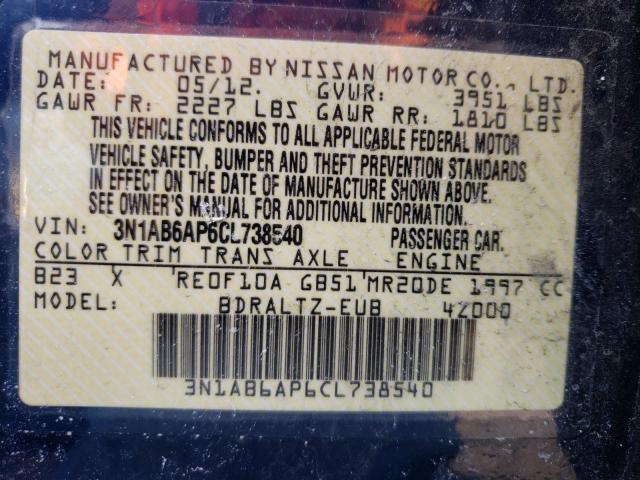 MANUFACTURED BY NISSAN MOTOR CO., LTD.
DATE: 05/12. GVWR: 3951 LBS
GAWR FR: 2227 LBS GAWR RR: 1810 LBS
THIS VEHICLE CONFORMS TO ALL APPLICABLE FEDERAL MOTOR
VEHICLE SAFETY, BUMPER AND THEFT PREVENTION STANDARDS
IN EFFECT ON THE DATE OF MANUFACTURE SHOWN ABOVE.
SEE OWNER'S MANUAL FOR ADDITIONAL INFORMATION.
VIN: 3N1AB6AP6CL738540 PASSENGER CAR.
COLOR TRIM TRANS AXLE ENGINE
B23 X RE0F10A GB51 MR20DE 1997 CC
MODEL: BDRALTZ-EUB 4Z000
3N1AB6AP6CL738540